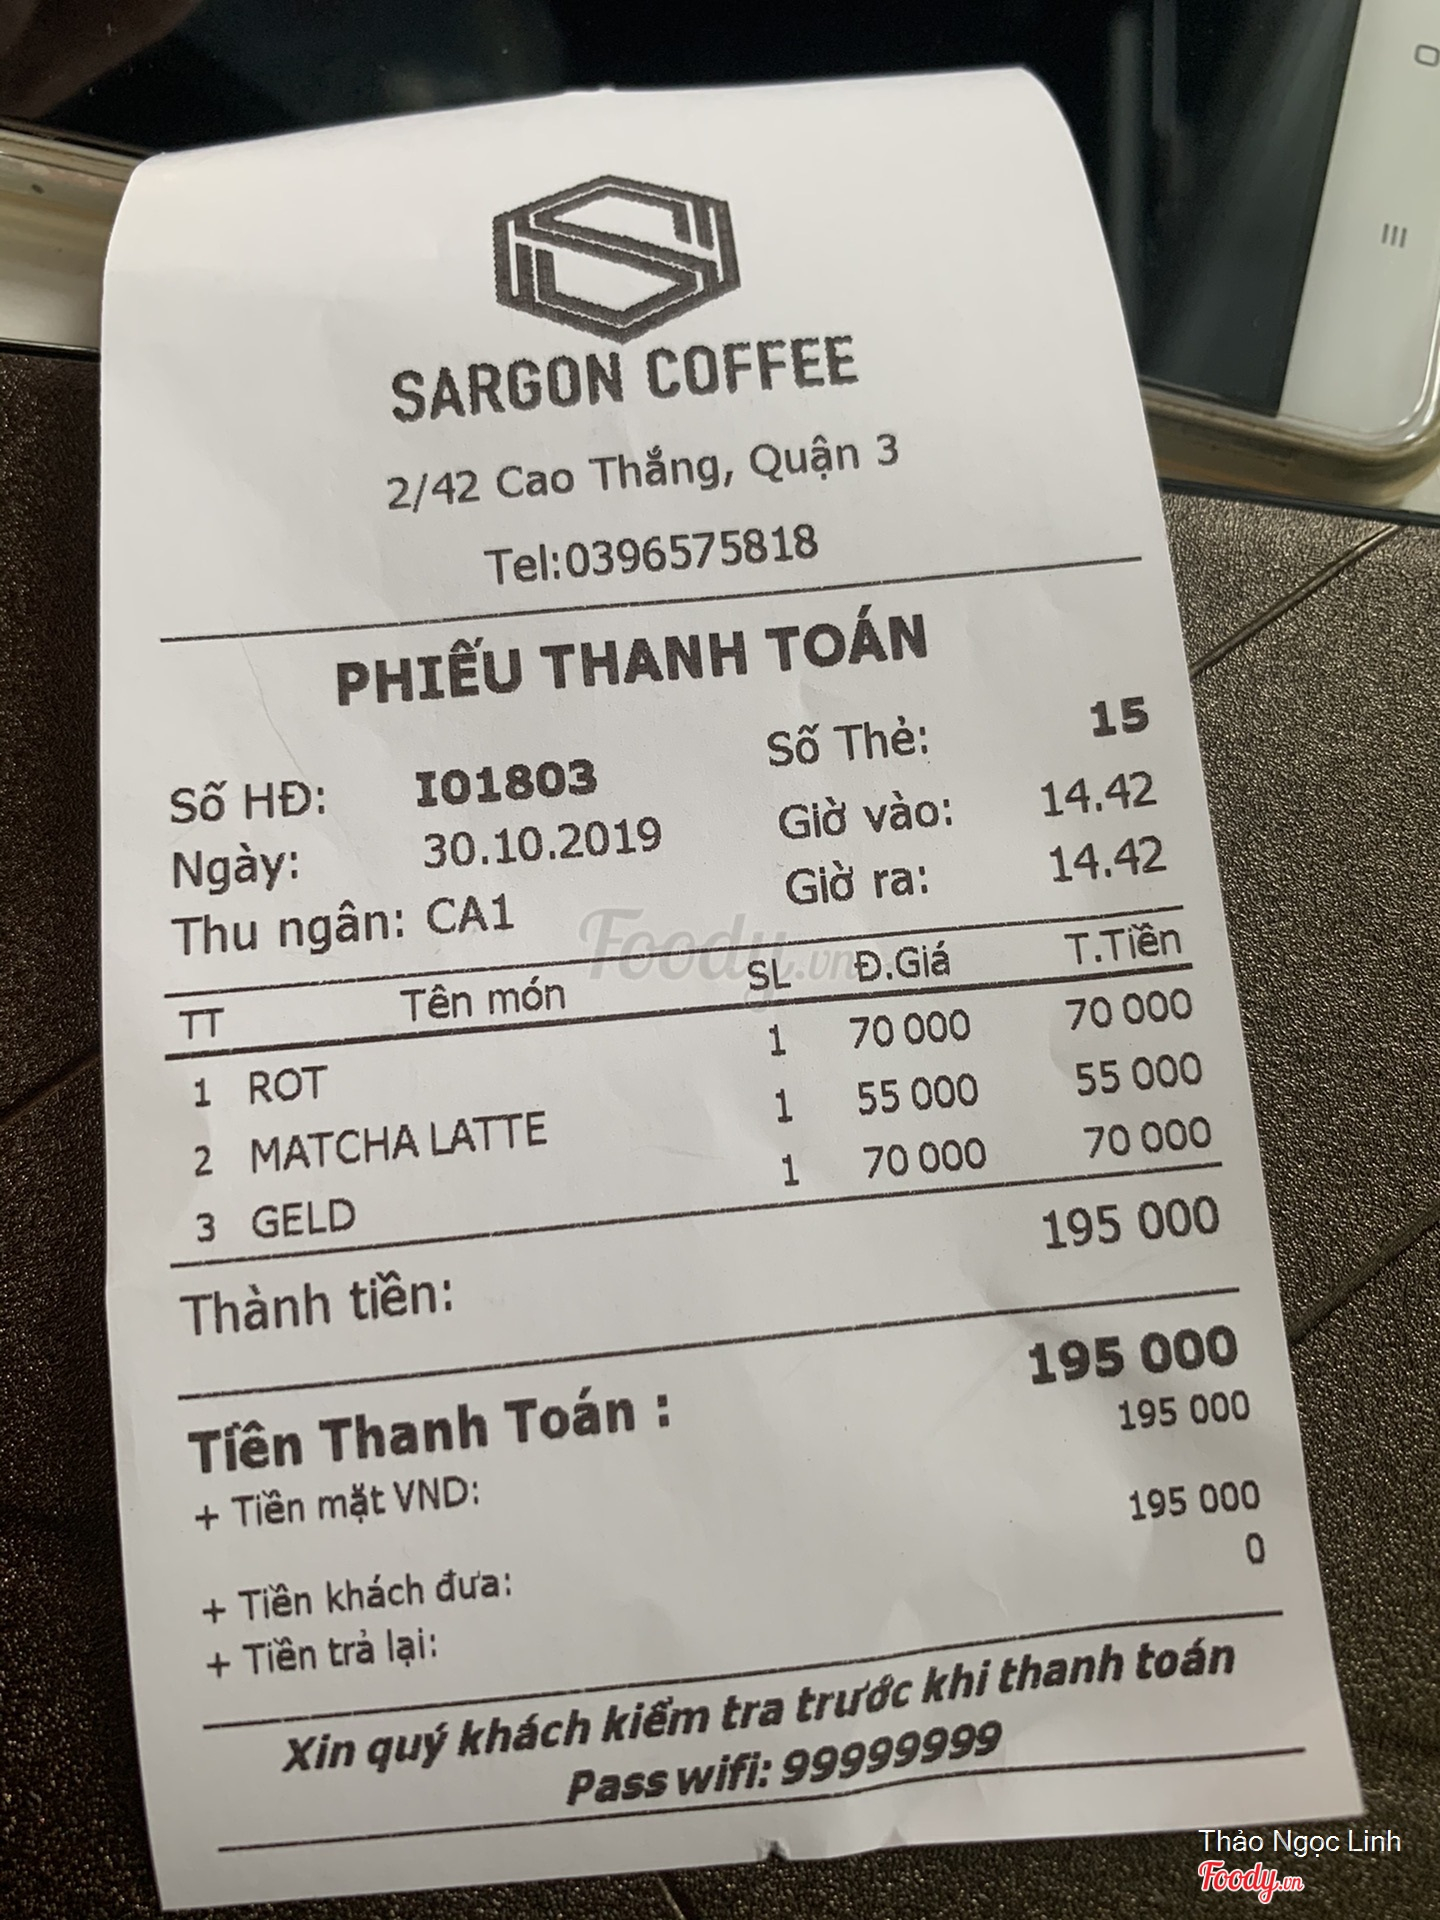 SARGON COFFEE
2/42 Cao Thắng, Quận 3
Tel:0396575818
PHIẾU THANH TOÁN
Số HĐ: I01803 Số Thẻ: 15
Ngày: 30.10.2019 Giờ vào: 14.42
Thu ngân: CA1 Giờ ra: 14.42
TT Tên món SL Đ.Giá T.Tiền
1 ROT 1 70 000 70 000
2 MATCHA LATTE 1 55 000 55 000
3 GELD 1 70 000 70 000
Thành tiền: 195 000
Tiền Thanh Toán : 195 000
+ Tiền mặt VND: 195 000
+ Tiền khách đưa: 195 000
+ Tiền trả lại: 0
Xin quý khách kiểm tra trước khi thanh toán
Pass wifi: 99999999
Foody.vn
Thảo Ngọc Linh
Foody.vn